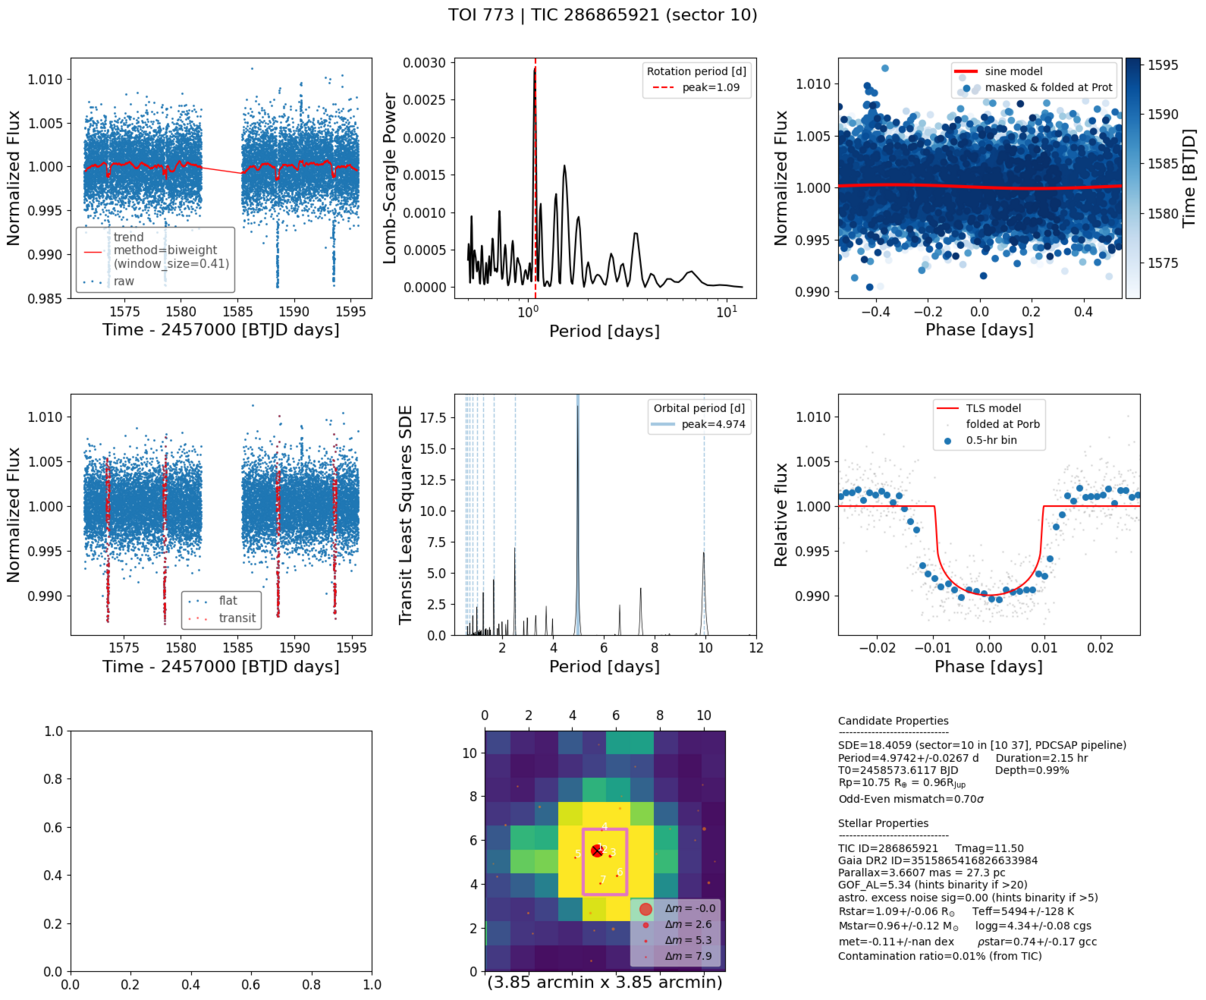 TOI 773 | TIC 286865921 (sector 10)
Normalized Flux
1.010
1.005
1.000
0.995
0.990
0.985
trend
method=biweight
(window_size=0.41)
raw
1575 1580 1585 1590 1595
Time - 2457000 [BTJD days]
Lomb-Scargle Power
0.0030
0.0025
0.0020
0.0015
0.0010
0.0005
0.0000
Rotation period [d]
peak=1.09
10⁰ 10¹
Period [days]
Normalized Flux
1.010
1.005
1.000
0.995
0.990
sine model
masked & folded at Prot
−0.4 −0.2 0.0 0.2 0.4
Phase [days]
1595
1590
1585
1580
1575
Time [BTJD]
Normalized Flux
1.010
1.005
1.000
0.995
0.990
flat
transit
1575 1580 1585 1590 1595
Time - 2457000 [BTJD days]
Transit Least Squares SDE
17.5
15.0
12.5
10.0
7.5
5.0
2.5
0.0
Orbital period [d]
peak=4.974
2 4 6 8 10 12
Period [days]
Relative flux
1.010
1.005
1.000
0.995
0.990
TLS model
folded at Porb
0.5-hr bin
−0.02 −0.01 0.00 0.01 0.02
Phase [days]
1.0
0.8
0.6
0.4
0.2
0.0
0.0 0.2 0.4 0.6 0.8 1.0
0 2 4 6 8 10
10
8
6
4
2
0
4
5
3
6
7
Δm = -0.0
Δm = 2.6
Δm = 5.3
Δm = 7.9
(3.85 arcmin x 3.85 arcmin)
Candidate Properties
------------------------------
SDE=18.4059 (sector=10 in [10 37], PDCSAP pipeline)
Period=4.9742+/-0.0267 d Duration=2.15 hr
T0=2458573.6117 BJD Depth=0.99%
Rp=10.75 R⊕ = 0.96RJup
Odd-Even mismatch=0.70σ
Stellar Properties
------------------------------
TIC ID=286865921 Tmag=11.50
Gaia DR2 ID=3515865416826633984
Parallax=3.6607 mas = 27.3 pc
GOF_AL=5.34 (hints binarity if >20)
astro. excess noise sig=0.00 (hints binarity if >5)
Rstar=1.09+/-0.06 R⊙ Teff=5494+/-128 K
Mstar=0.96+/-0.12 M⊙ logg=4.34+/-0.08 cgs
met=-0.11+/-nan dex ρstar=0.74+/-0.17 gcc
Contamination ratio=0.01% (from TIC)